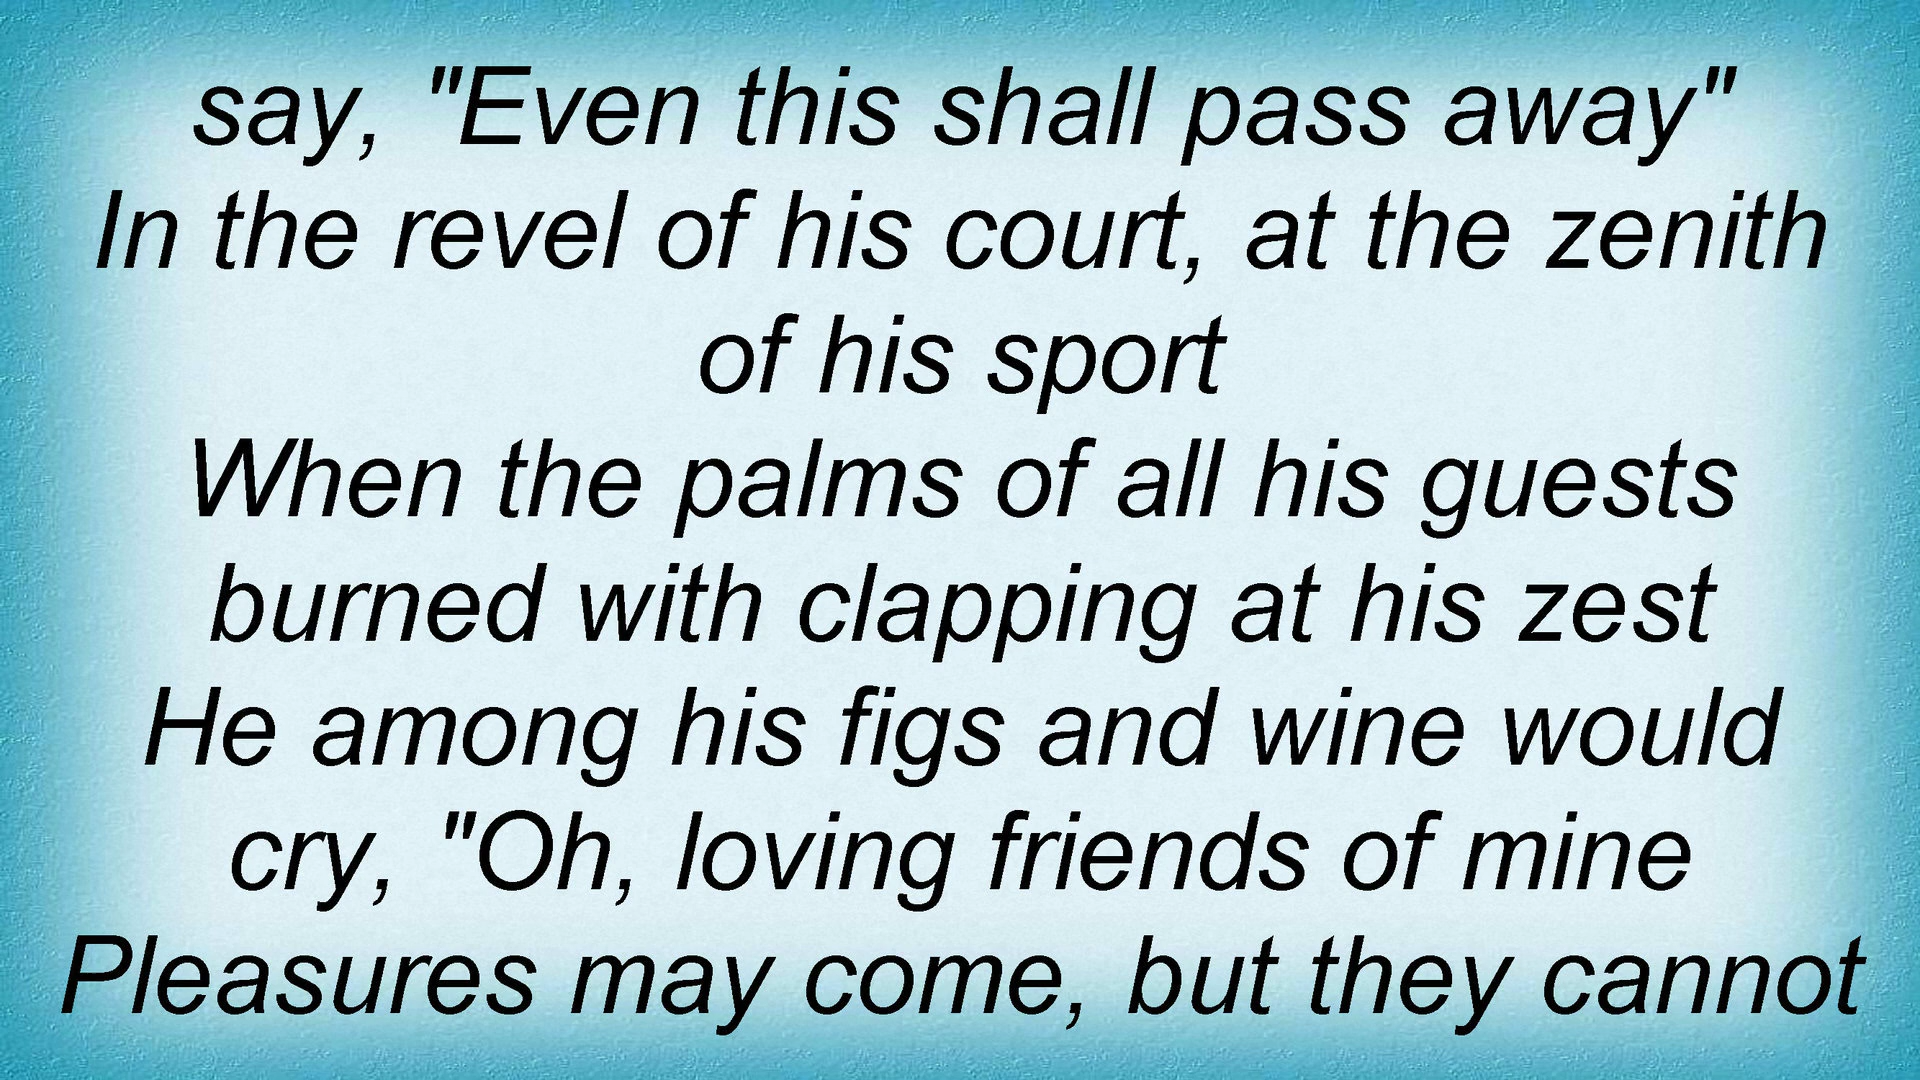 say, "Even this shall pass away"
In the revel of his court, at the zenith
of his sport
When the palms of all his guests
burned with clapping at his zest
He among his figs and wine would
cry, "Oh, loving friends of mine
Pleasures may come, but they cannot